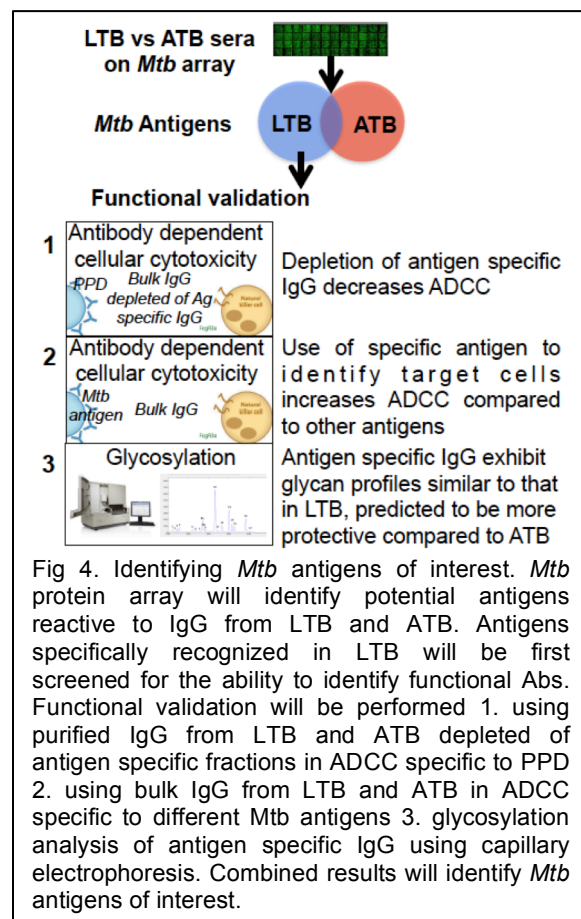 LTB vs ATB sera
on Mtb array
Mtb Antigens
LTB
ATB
Functional validation
1
Antibody dependent
cellular cytotoxicity
PPD
Bulk IgG
depleted of Ag
specific IgG
Natural
killer cell
Depletion of antigen specific
IgG decreases ADCC
2
Antibody dependent
cellular cytotoxicity
Mtb
antigen
Bulk IgG
Natural
killer cell
Use of specific antigen to
identify target cells
increases ADCC compared
to other antigens
3
Glycosylation
Antigen specific IgG exhibit
glycan profiles similar to that
in LTB, predicted to be more
protective compared to ATB
Fig 4. Identifying Mtb antigens of interest. Mtb
protein array will identify potential antigens
reactive to IgG from LTB and ATB. Antigens
specifically recognized in LTB will be first
screened for the ability to identify functional Abs.
Functional validation will be performed 1. using
purified IgG from LTB and ATB depleted of
antigen specific fractions in ADCC specific to PPD
2. using bulk IgG from LTB and ATB in ADCC
specific to different Mtb antigens 3. glycosylation
analysis of antigen specific IgG using capillary
electrophoresis. Combined results will identify Mtb
antigens of interest.